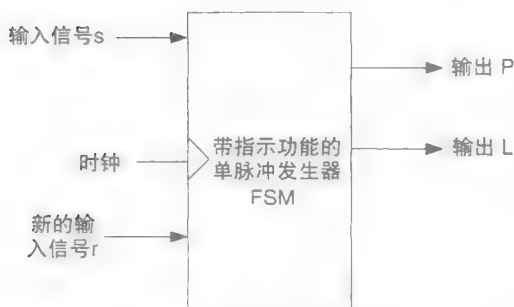 输入信号s
输出 P
带指示功能的
单脉冲发生器
FSM
时钟
输出 L
新的输
入信号r